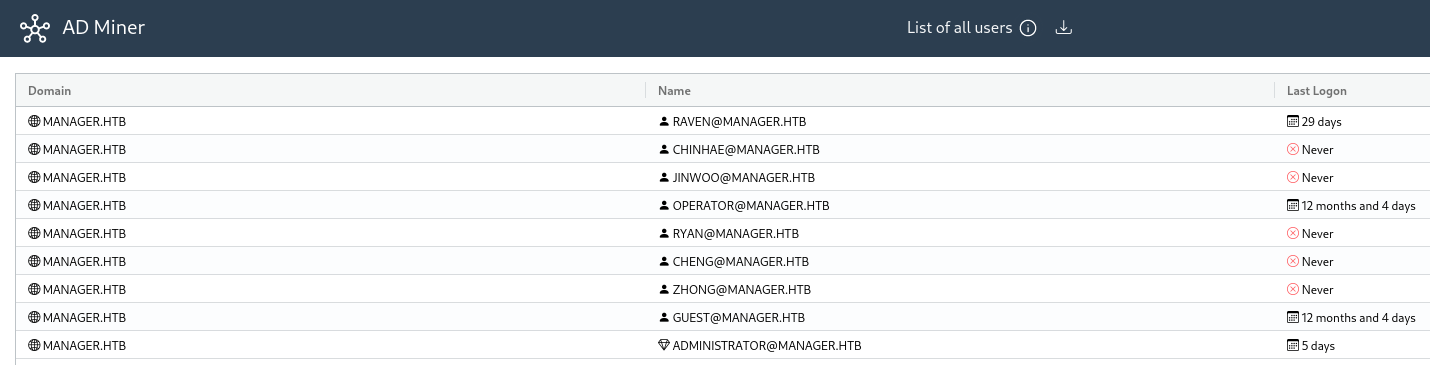 AD Miner List of all users
Domain Name Last Logon
MANAGER.HTB RAVEN@MANAGER.HTB 29 days
MANAGER.HTB CHINHAE@MANAGER.HTB Never
MANAGER.HTB JINWOO@MANAGER.HTB Never
MANAGER.HTB OPERATOR@MANAGER.HTB 12 months and 4 days
MANAGER.HTB RYAN@MANAGER.HTB Never
MANAGER.HTB CHENG@MANAGER.HTB Never
MANAGER.HTB ZHONG@MANAGER.HTB Never
MANAGER.HTB GUEST@MANAGER.HTB 12 months and 4 days
MANAGER.HTB ADMINISTRATOR@MANAGER.HTB 5 days